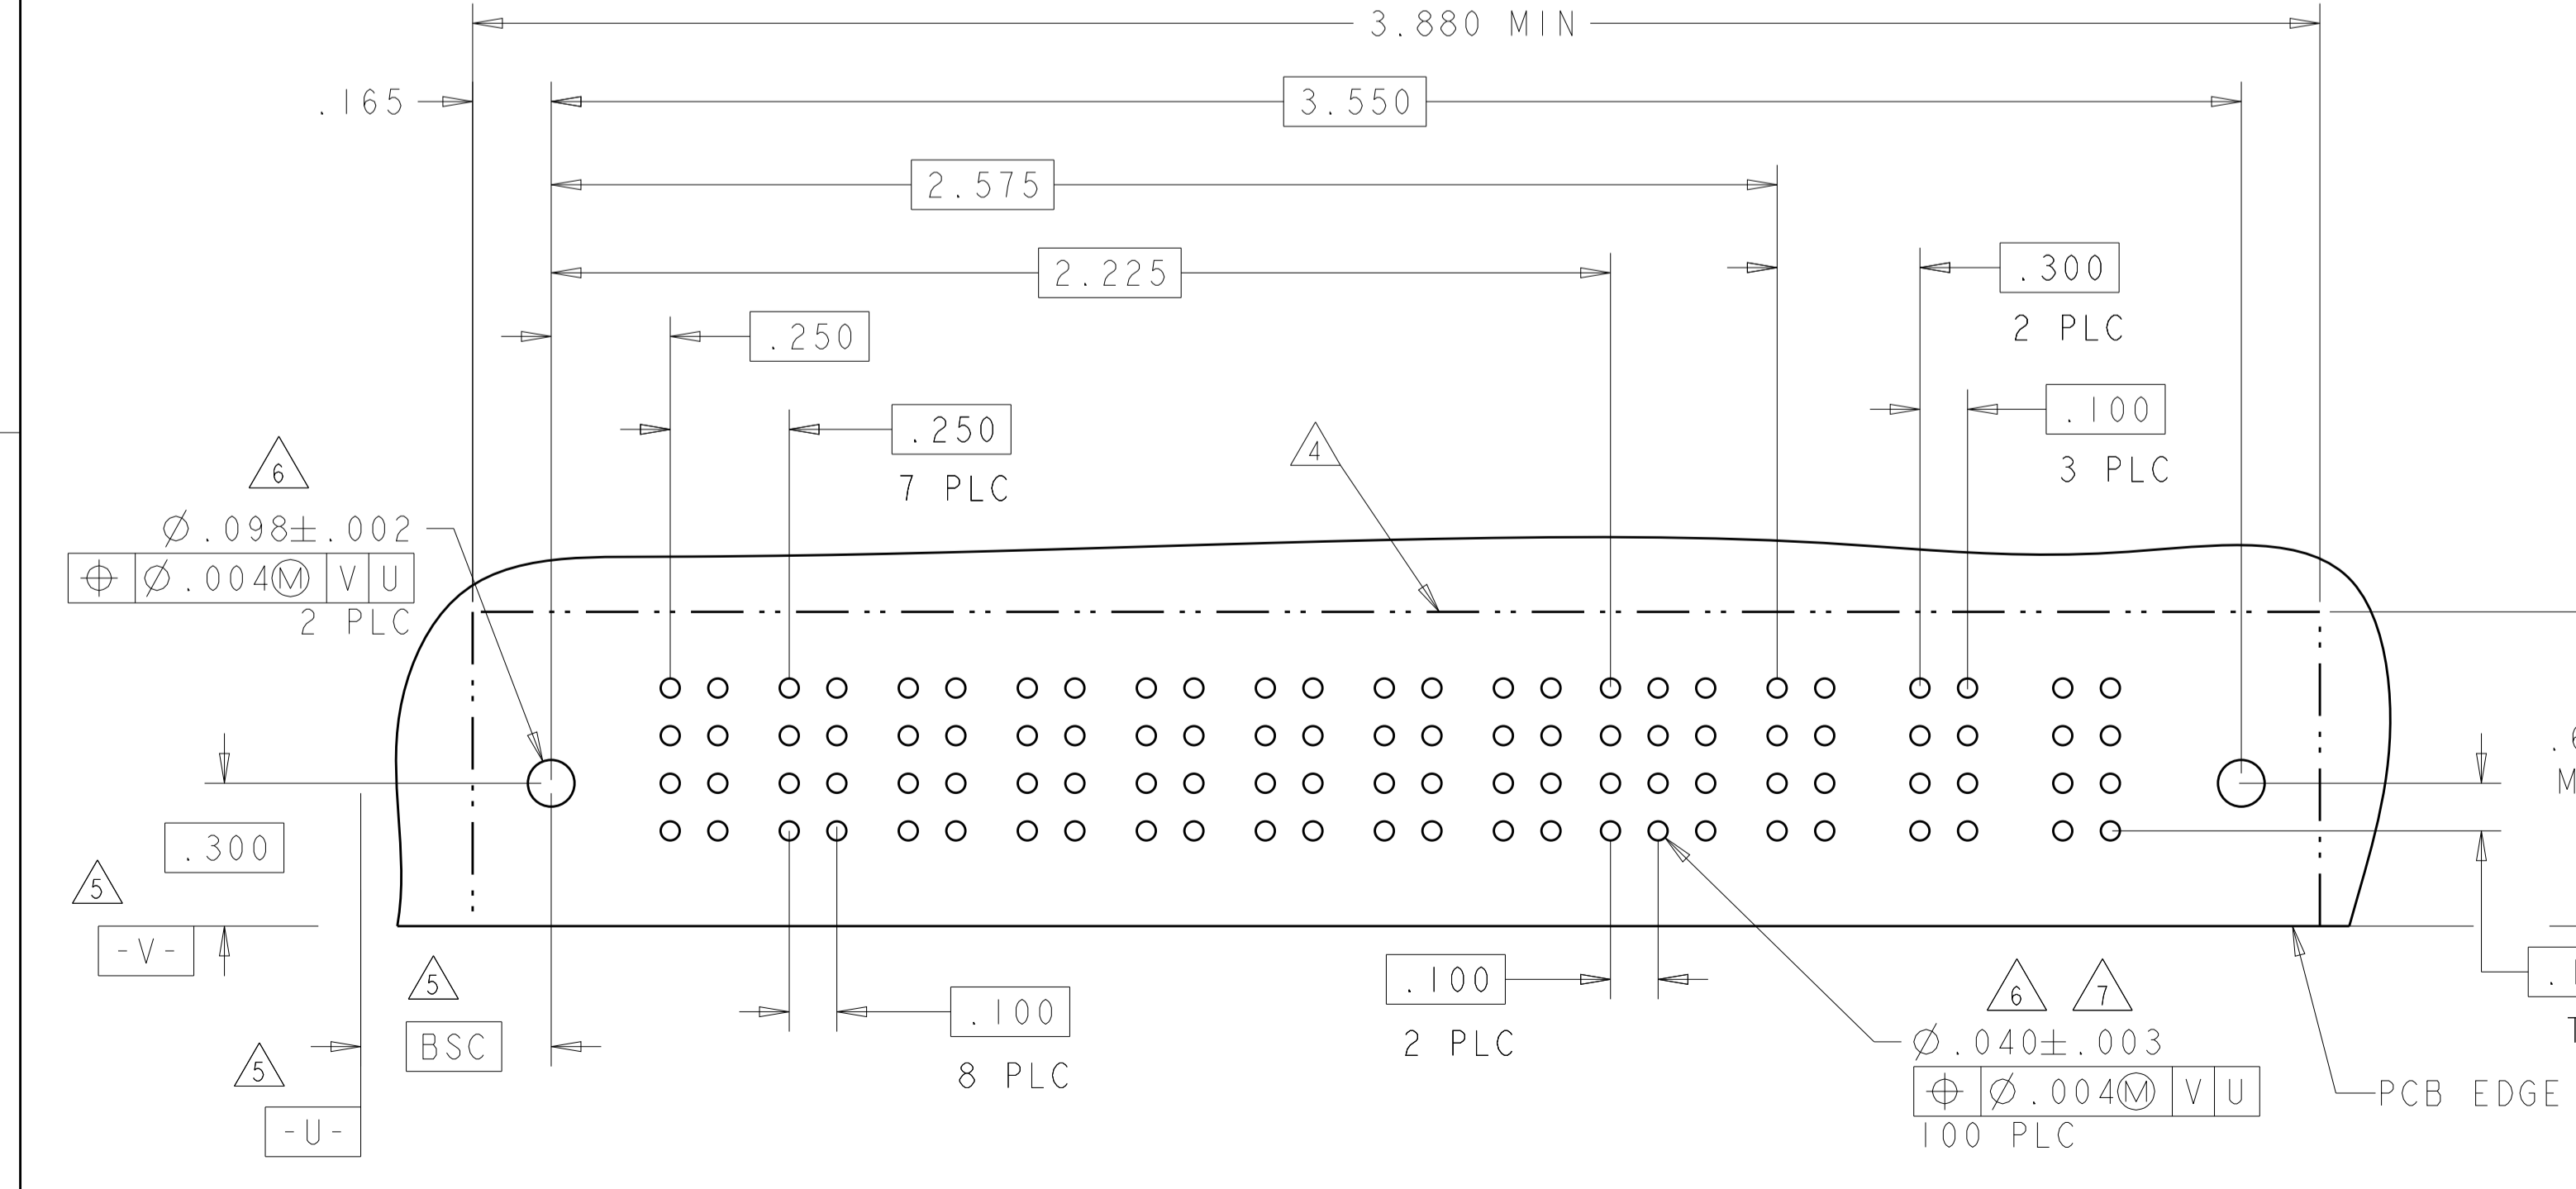 3.880 MIN
.165
3.550
2.575
2.225
.300
2 PLC
.250
.100
3 PLC
.250
7 PLC
4
6
Ø.098±.002
⌖ Ø.004Ⓜ V U
2 PLC
.300
5
-V-
5
BSC
5
-U-
.100
8 PLC
.100
2 PLC
6 7
Ø.040±.003
⌖ Ø.004Ⓜ V U
100 PLC
PCB EDGE